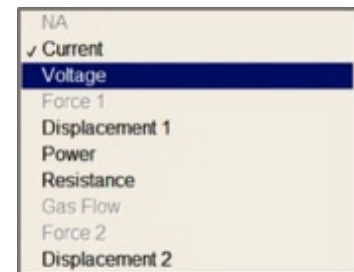 NA
✓ Current
Voltage
Force 1
Displacement 1
Power
Resistance
Gas Flow
Force 2
Displacement 2